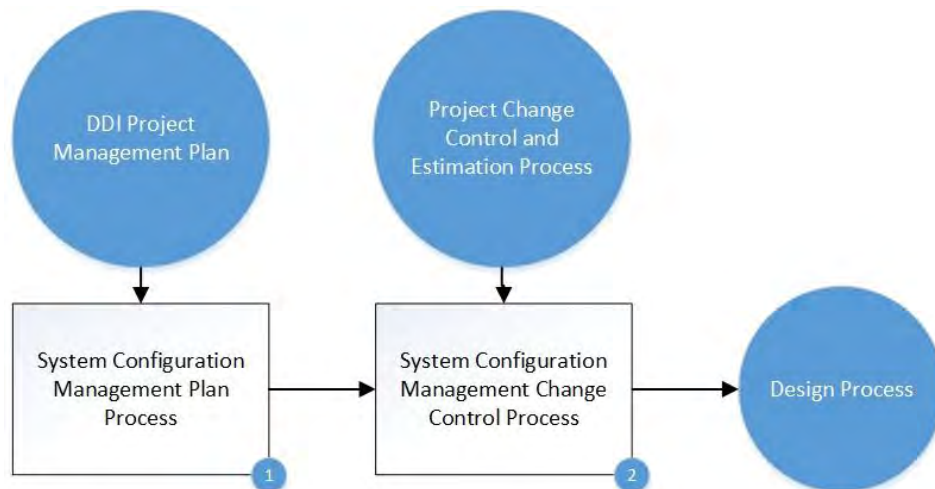 DDI Project
Management Plan
Project Change
Control and
Estimation Process
System Configuration
Management Plan
Process
1
System Configuration
Management Change
Control Process
2
Design Process